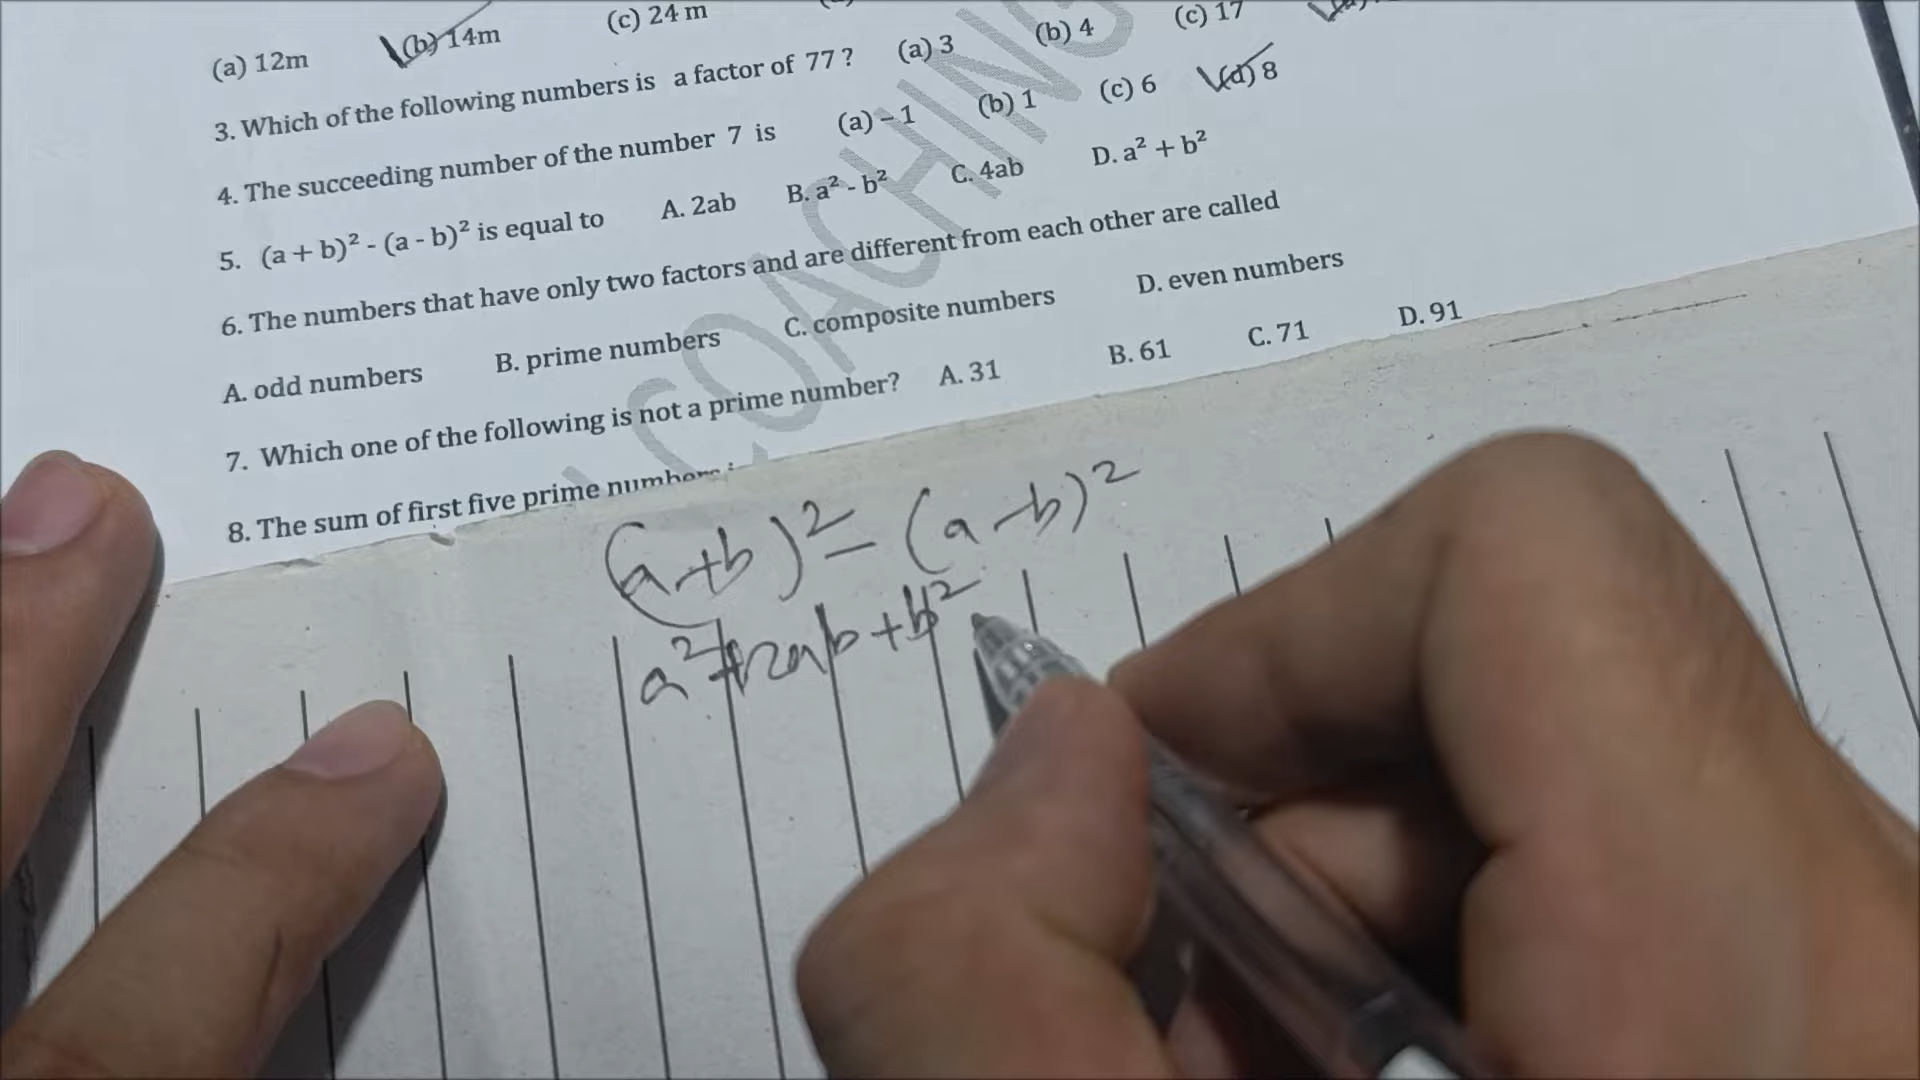 (a) 12m (b) 14m (c) 24 m
3. Which of the following numbers is a factor of 77 ? (a) 3 (b) 4 (c) 17
4. The succeeding number of the number 7 is (a) – 1 (b) 1 (c) 6 (d) 8
5. (a + b)² - (a - b)² is equal to A. 2ab B. a² - b² C. 4ab D. a² + b²
6. The numbers that have only two factors and are different from each other are called
A. odd numbers B. prime numbers C. composite numbers D. even numbers
7. Which one of the following is not a prime number? A. 31 B. 61 C. 71 D. 91
8. The sum of first five prime numbers
COACHING
(a+b)² – (a–b)²
a²+2ab+b²